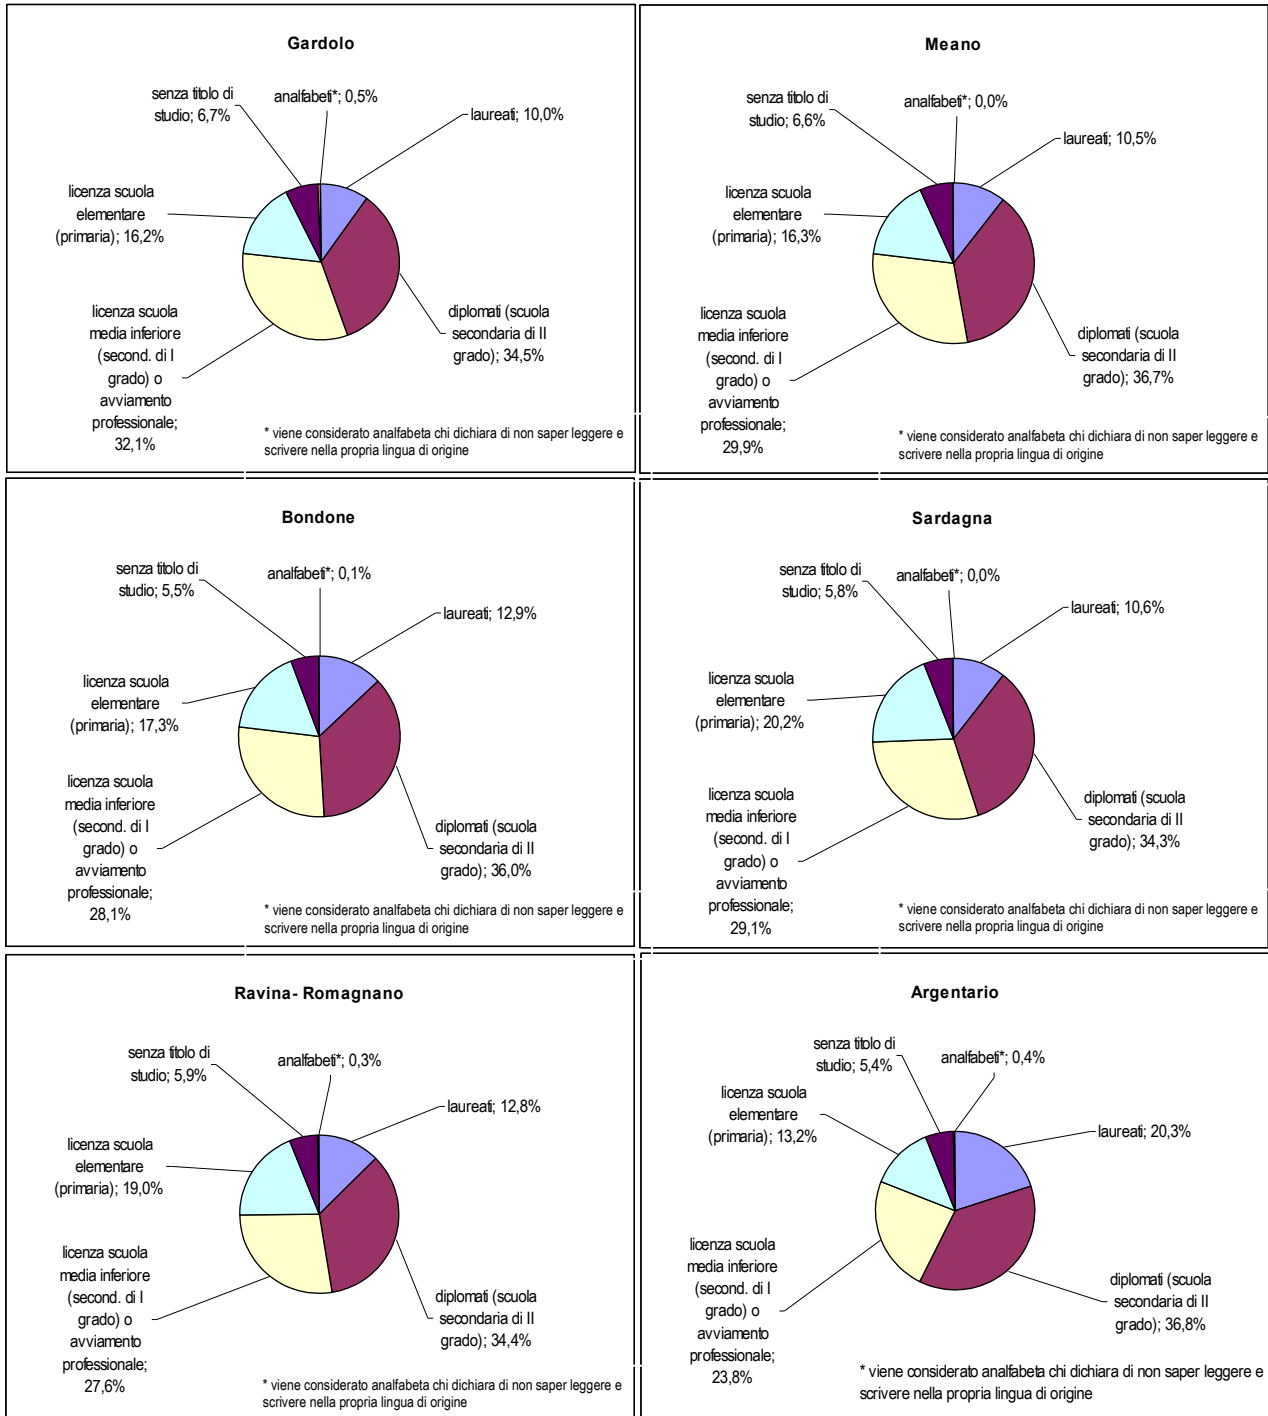 Gardolo
senza titolo di
studio; 6,7%
analfabeti*; 0,5%
laureati; 10,0%
licenza scuola
elementare
(primaria); 16,2%
licenza scuola
media inferiore
(second. di I
grado) o
avviamento
professionale;
32,1%
diplomati (scuola
secondaria di II
grado); 34,5%
* viene considerato analfabeta chi dichiara di non saper leggere e
scrivere nella propria lingua di origine
Meano
senza titolo di
studio; 6,6%
analfabeti*; 0,0%
laureati; 10,5%
licenza scuola
elementare
(primaria); 16,3%
licenza scuola
media inferiore
(second. di I
grado) o
avviamento
professionale;
29,9%
diplomati (scuola
secondaria di II
grado); 36,7%
* viene considerato analfabeta chi dichiara di non saper leggere e
scrivere nella propria lingua di origine
Bondone
senza titolo di
studio; 5,5%
analfabeti*; 0,1%
laureati; 12,9%
licenza scuola
elementare
(primaria); 17,3%
licenza scuola
media inferiore
(second. di I
grado) o
avviamento
professionale;
28,1%
diplomati (scuola
secondaria di II
grado); 36,0%
* viene considerato analfabeta chi dichiara di non saper leggere e
scrivere nella propria lingua di origine
Sardagna
senza titolo di
studio; 5,8%
analfabeti*; 0,0%
laureati; 10,6%
licenza scuola
elementare
(primaria); 20,2%
licenza scuola
media inferiore
(second. di I
grado) o
avviamento
professionale;
29,1%
diplomati (scuola
secondaria di II
grado); 34,3%
* viene considerato analfabeta chi dichiara di non saper leggere e
scrivere nella propria lingua di origine
Ravina- Romagnano
senza titolo di
studio; 5,9%
analfabeti*; 0,3%
laureati; 12,8%
licenza scuola
elementare
(primaria); 19,0%
licenza scuola
media inferiore
(second. di I
grado) o
avviamento
professionale;
27,6%
diplomati (scuola
secondaria di II
grado); 34,4%
* viene considerato analfabeta chi dichiara di non saper leggere e
scrivere nella propria lingua di origine
Argentario
senza titolo di
studio; 5,4%
analfabeti*; 0,4%
laureati; 20,3%
licenza scuola
elementare
(primaria); 13,2%
licenza scuola
media inferiore
(second. di I
grado) o
avviamento
professionale;
23,8%
diplomati (scuola
secondaria di II
grado); 36,8%
* viene considerato analfabeta chi dichiara di non saper leggere e
scrivere nella propria lingua di origine